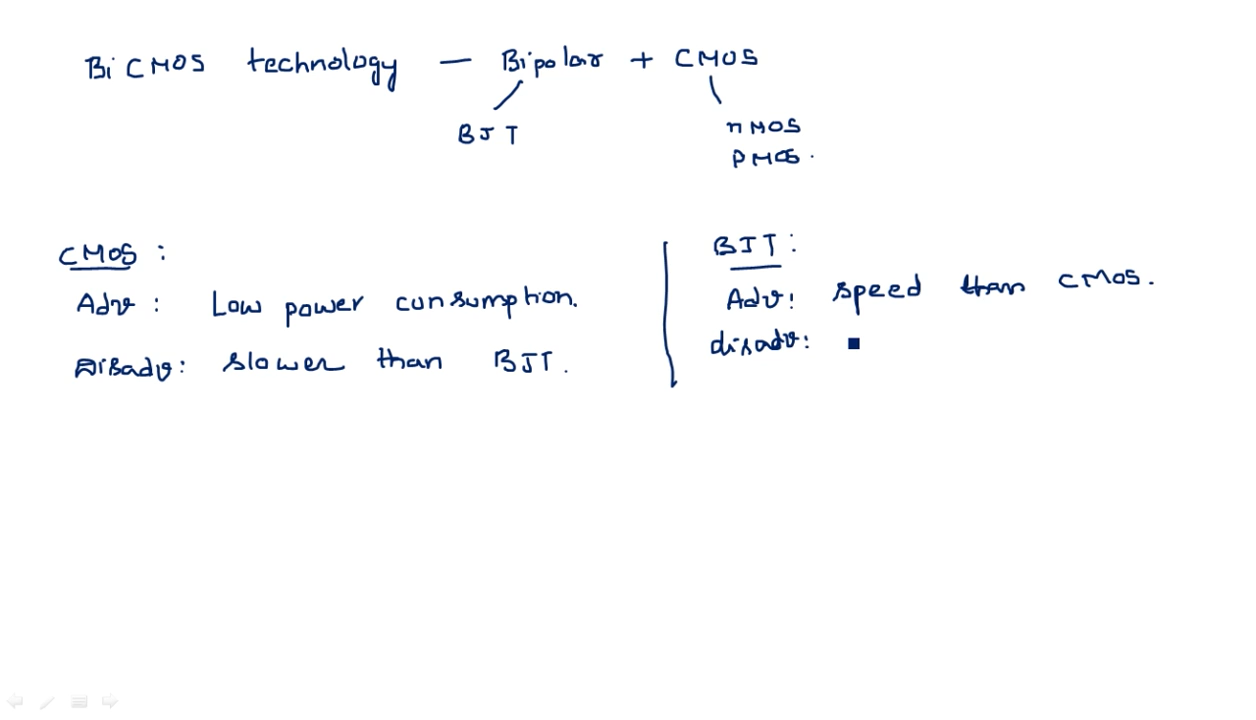 BiCMOS technology — Bipolar + CMOS
BJT
nMOS
PMOS.
CMOS :
Adv : Low power consumption.
Disadv : slower than BJT.
BJT :
Adv : speed than CMOS.
disadv :